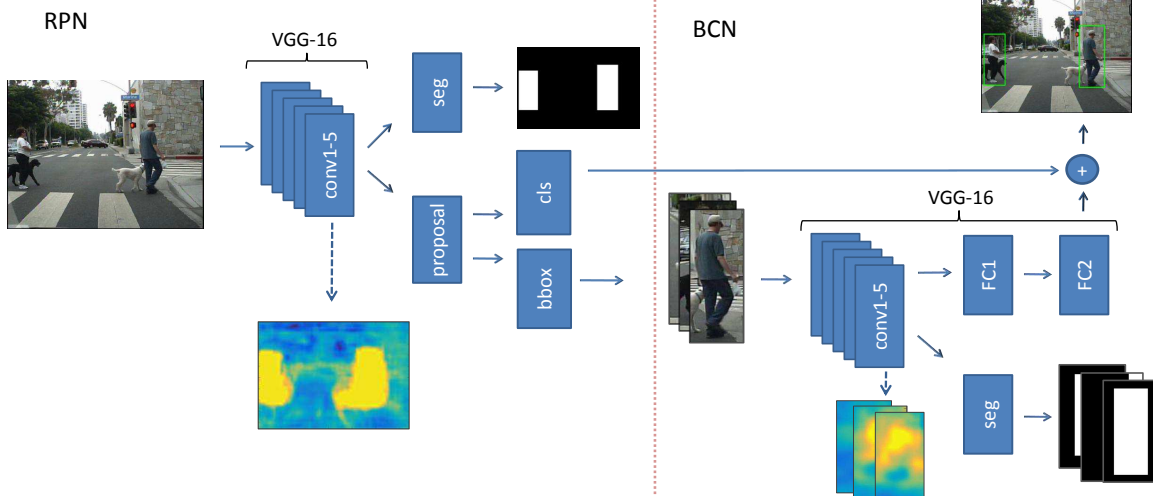 RPN
VGG-16
conv1-5
seg
proposal
cls
bbox
BCN
+
VGG-16
conv1-5
FC1
FC2
seg